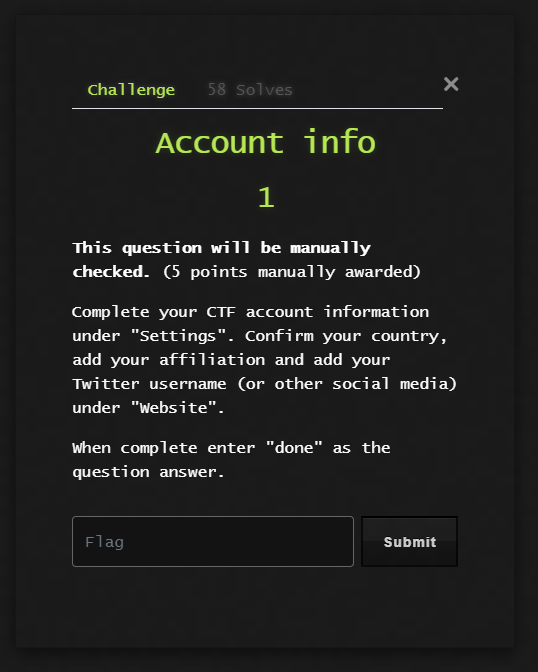 Challenge 58 Solves
×
Account info
1
This question will be manually
checked. (5 points manually awarded)
Complete your CTF account information
under "Settings". Confirm your country,
add your affiliation and add your
Twitter username (or other social media)
under "Website".
When complete enter "done" as the
question answer.
Flag Submit